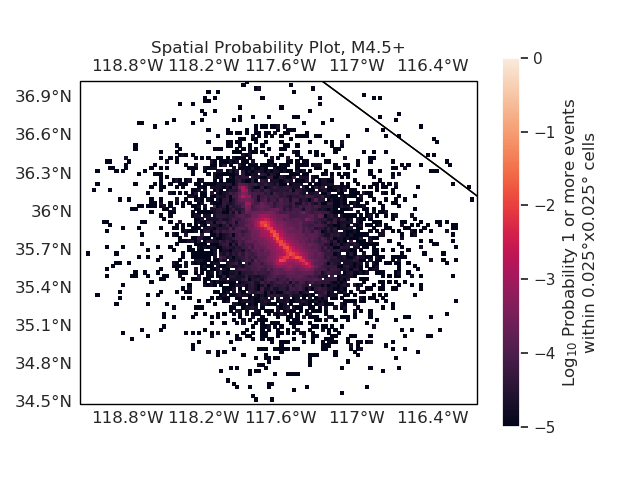 Spatial Probability Plot, M4.5+
118.8°W 118.2°W 117.6°W 117°W 116.4°W
36.9°N
36.6°N
36.3°N
36°N
35.7°N
35.4°N
35.1°N
34.8°N
34.5°N
118.8°W 118.2°W 117.6°W 117°W 116.4°W
0
−1
−2
−3
−4
−5
Log₁₀ Probability 1 or more events
within 0.025°x0.025° cells